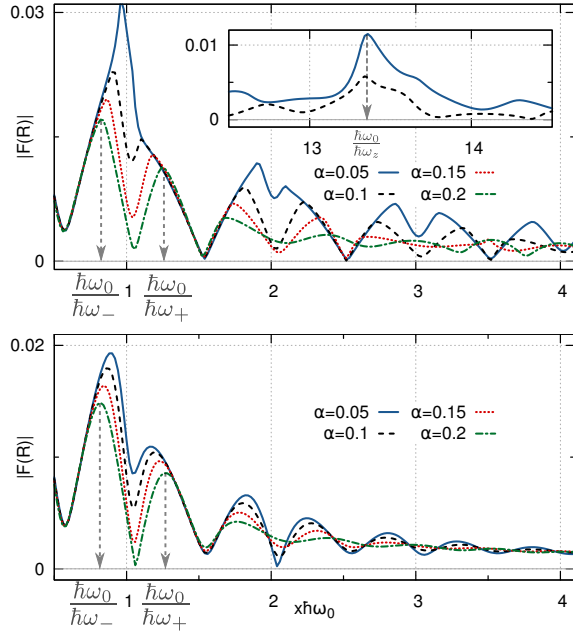 0.03
|F(R)|
0
0.01
0
13
14
ħω₀
ħω_z
α=0.05
α=0.15
α=0.1
α=0.2
1
2
3
4
ħω₀
ħω₋
ħω₀
ħω₊
0.02
|F(R)|
0
α=0.05
α=0.15
α=0.1
α=0.2
1
2
3
4
ħω₀
ħω₋
ħω₀
ħω₊
xħω₀